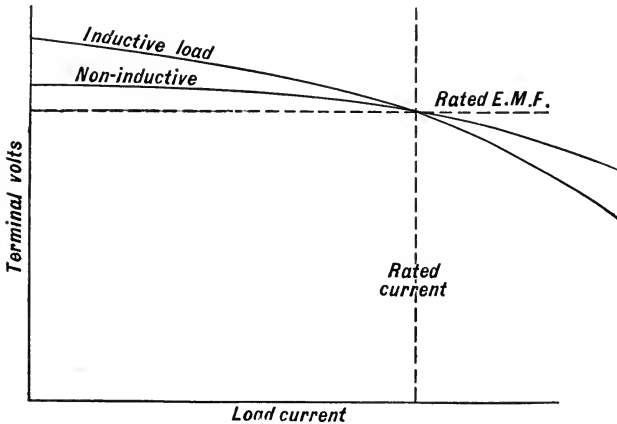 Inductive load
Non-inductive
Rated E.M.F.
Terminal volts
Rated
current
Load current